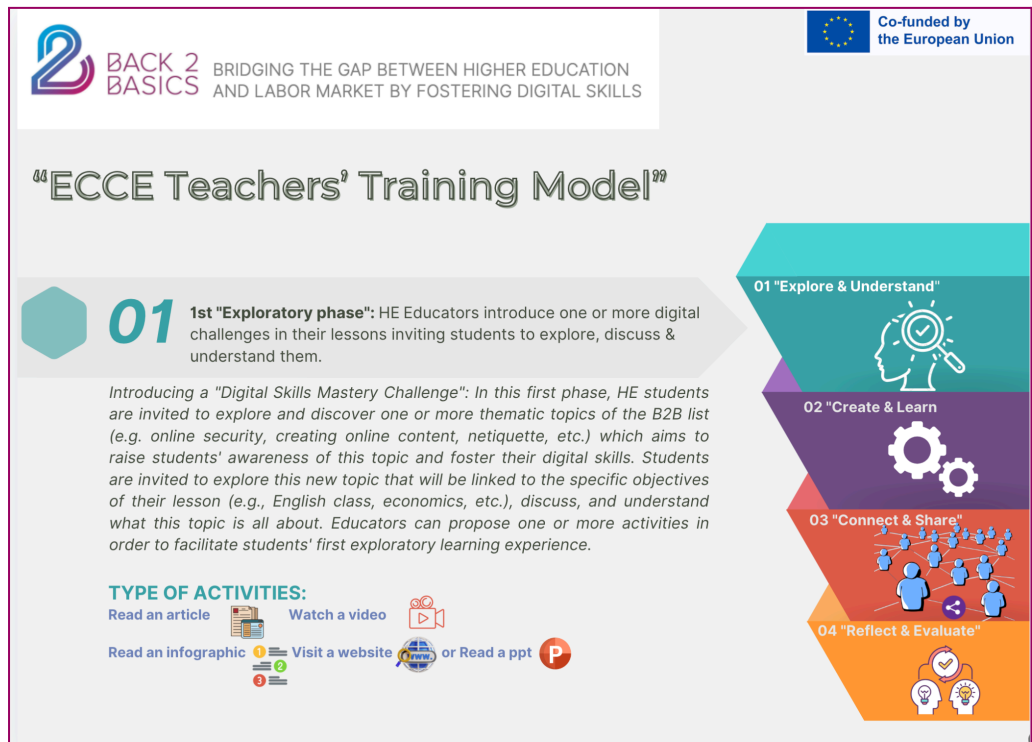 BACK 2
BASICS
BRIDGING THE GAP BETWEEN HIGHER EDUCATION
AND LABOR MARKET BY FOSTERING DIGITAL SKILLS
Co-funded by
the European Union
“ECCE Teachers’ Training Model”
01
1st "Exploratory phase": HE Educators introduce one or more digital
challenges in their lessons inviting students to explore, discuss &
understand them.
Introducing a "Digital Skills Mastery Challenge": In this first phase, HE students
are invited to explore and discover one or more thematic topics of the B2B list
(e.g. online security, creating online content, netiquette, etc.) which aims to
raise students' awareness of this topic and foster their digital skills. Students
are invited to explore this new topic that will be linked to the specific objectives
of their lesson (e.g., English class, economics, etc.), discuss, and understand
what this topic is all about. Educators can propose one or more activities in
order to facilitate students' first exploratory learning experience.
TYPE OF ACTIVITIES:
Read an article
Watch a video
Read an infographic
1
2
3
Visit a website
www.
or Read a ppt
P
01 "Explore & Understand"
02 "Create & Learn
03 "Connect & Share"
04 "Reflect & Evaluate"